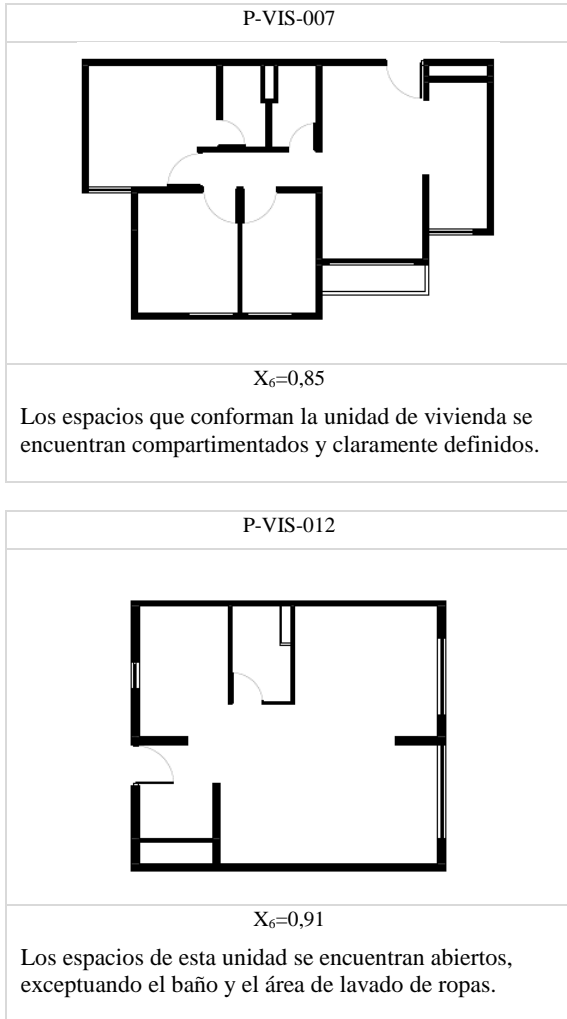 P-VIS-007
X₆=0,85
Los espacios que conforman la unidad de vivienda se
encuentran compartimentados y claramente definidos.
P-VIS-012
X₆=0,91
Los espacios de esta unidad se encuentran abiertos,
exceptuando el baño y el área de lavado de ropas.